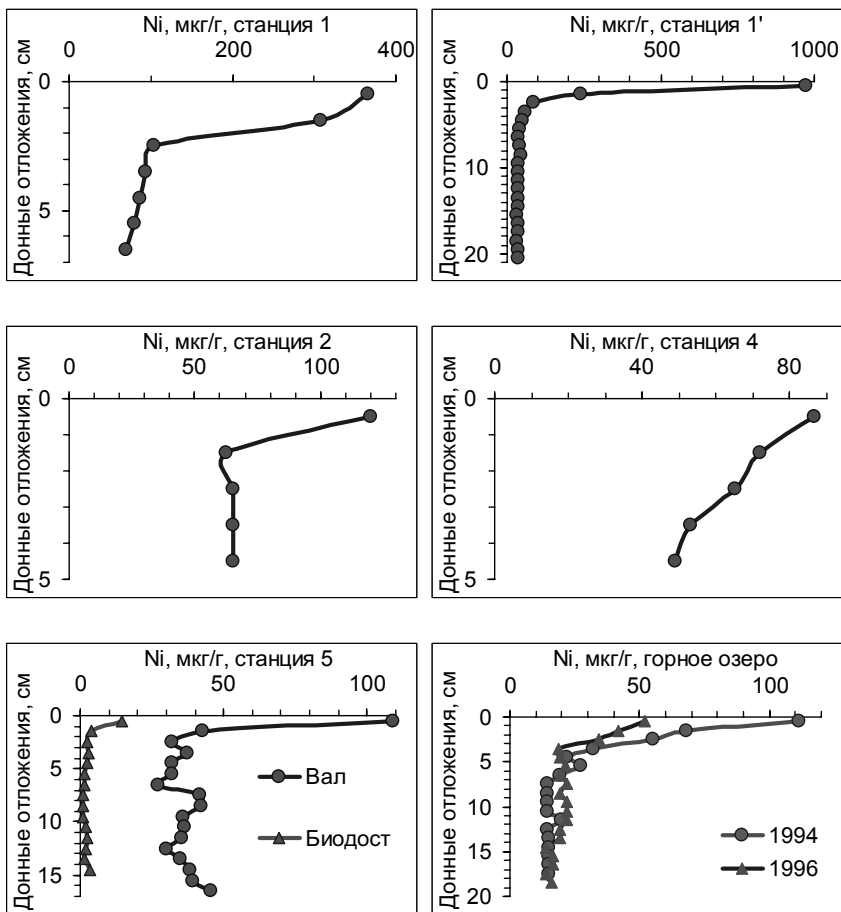 Ni, мкг/г, станция 1
0 200 400
Донные отложения, см
0
5
Ni, мкг/г, станция 1'
0 500 1000
Донные отложения, см
0
10
20
Ni, мкг/г, станция 2
0 50 100
Донные отложения, см
0
5
Ni, мкг/г, станция 4
0 40 80
Донные отложения, см
0
5
Ni, мкг/г, станция 5
0 50 100
Донные отложения, см
0
5
10
15
Вал
Биодост
Ni, мкг/г, горное озеро
0 50 100
Донные отложения, см
0
5
10
15
20
1994
1996